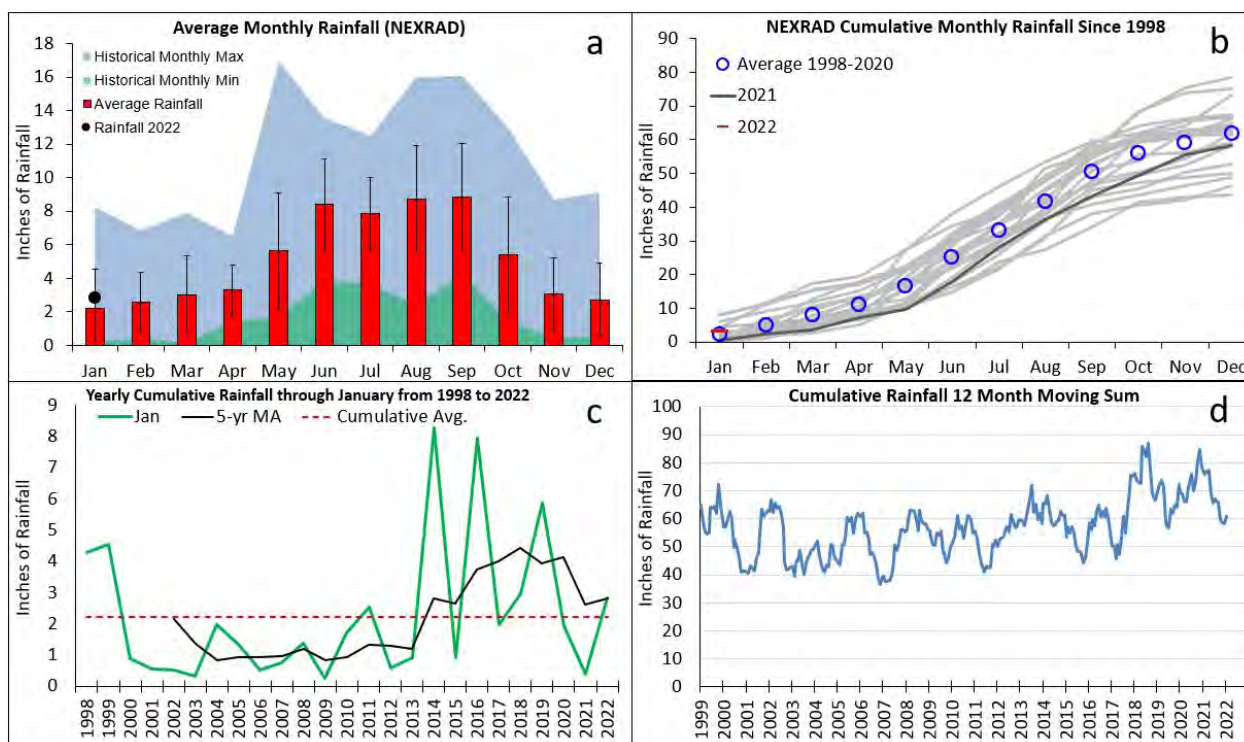 Average Monthly Rainfall (NEXRAD)
a
Inches of Rainfall
18
16
14
12
10
8
6
4
2
0
Historical Monthly Max
Historical Monthly Min
Average Rainfall
Rainfall 2022
Jan Feb Mar Apr May Jun Jul Aug Sep Oct Nov Dec
NEXRAD Cumulative Monthly Rainfall Since 1998
b
Inches of Rainfall
90
80
70
60
50
40
30
20
10
0
Average 1998-2020
2021
2022
Jan Feb Mar Apr May Jun Jul Aug Sep Oct Nov Dec
Yearly Cumulative Rainfall through January from 1998 to 2022
c
Jan 5-yr MA Cumulative Avg.
Inches of Rainfall
9
8
7
6
5
4
3
2
1
0
1998 1999 2000 2001 2002 2003 2004 2005 2006 2007 2008 2009 2010 2011 2012 2013 2014 2015 2016 2017 2018 2019 2020 2021 2022
Cumulative Rainfall 12 Month Moving Sum
d
Inches of Rainfall
100
90
80
70
60
50
40
30
20
10
0
1999 2000 2001 2002 2003 2004 2005 2006 2007 2008 2009 2010 2011 2012 2013 2014 2015 2016 2017 2018 2019 2020 2021 2022